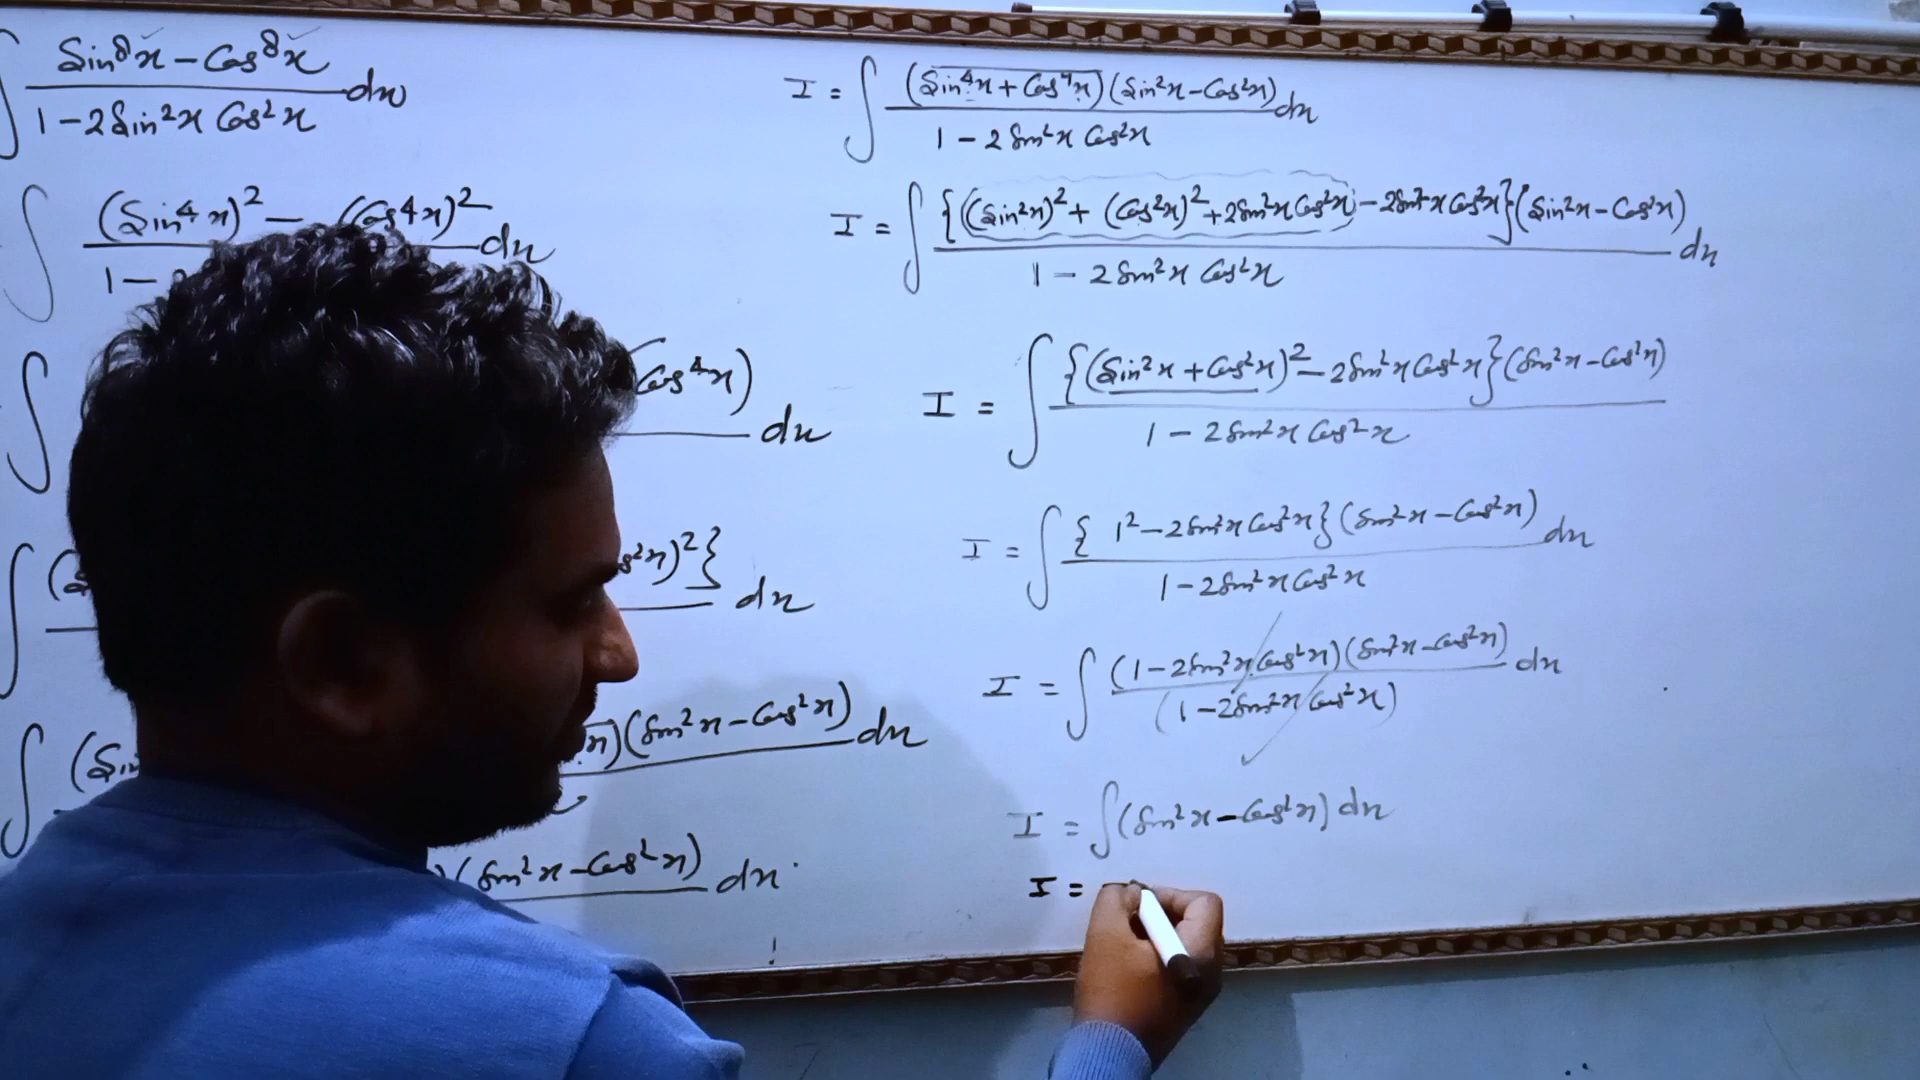 ∫ Sin⁸x − Cos⁸x / 1 − 2 Sin²x Cos²x dx
∫ (Sin⁴x)² − (Cos⁴x)² / 1 − dx
∫ Cos⁴x) dx
∫ s²x)²} dx
∫ (Sin x)(Sin²x − Cos²x) dx
)(Sin²x − Cos²x) dx
I = ∫ (Sin⁴x + Cos⁴x)(Sin²x − Cos²x) / 1 − 2 Sin²x Cos²x dx
I = ∫ {((Sin²x)² + (Cos²x)² + 2Sin²x Cos²x) − 2Sin²x Cos²x}(Sin²x − Cos²x) / 1 − 2 Sin²x Cos²x dx
I = ∫ {(Sin²x + Cos²x)² − 2Sin²x Cos²x}(Sin²x − Cos²x) / 1 − 2Sin²x Cos²x
I = ∫ {1² − 2Sin²x Cos²x}(Sin²x − Cos²x) / 1 − 2Sin²x Cos²x dx
I = ∫ (1 − 2Sin²x Cos²x)(Sin²x − Cos²x) / (1 − 2Sin²x Cos²x) dx
I = ∫ (Sin²x − Cos²x) dx
I = −